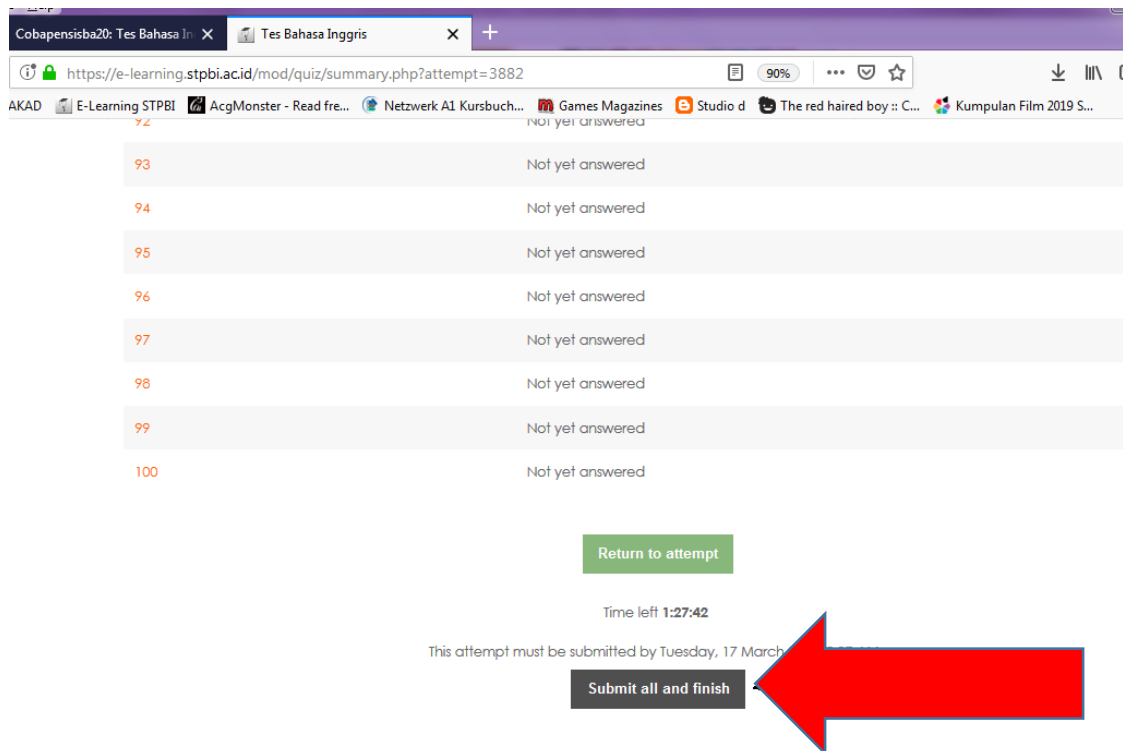 Help
Cobapensisba20: Tes Bahasa In
Tes Bahasa Inggris
https://e-learning.stpbi.ac.id/mod/quiz/summary.php?attempt=3882
90%
AKAD E-Learning STPBI AcgMonster - Read fre... Netzwerk A1 Kursbuch... Games Magazines Studio d The red haired boy :: C... Kumpulan Film 2019 S...
92 Not yet answered
93 Not yet answered
94 Not yet answered
95 Not yet answered
96 Not yet answered
97 Not yet answered
98 Not yet answered
99 Not yet answered
100 Not yet answered
Return to attempt
Time left 1:27:42
This attempt must be submitted by Tuesday, 17 March
Submit all and finish